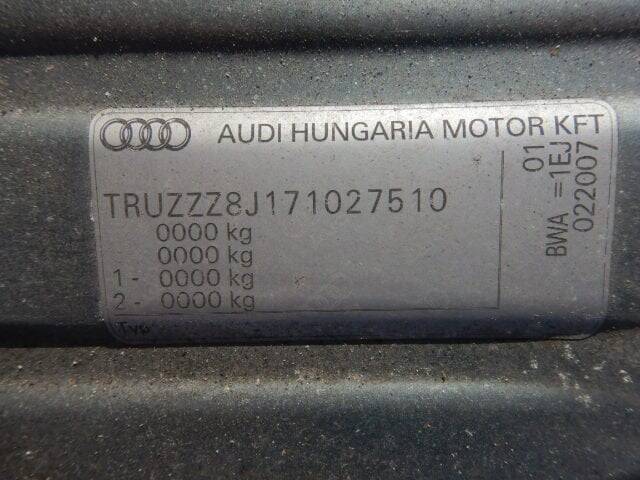 AUDI HUNGARIA MOTOR KFT
TRUZZZ8J171027510
0000 kg
0000 kg
1 - 0000 kg
2 - 0000 kg
Typ
01
BWA =1EJ
022007